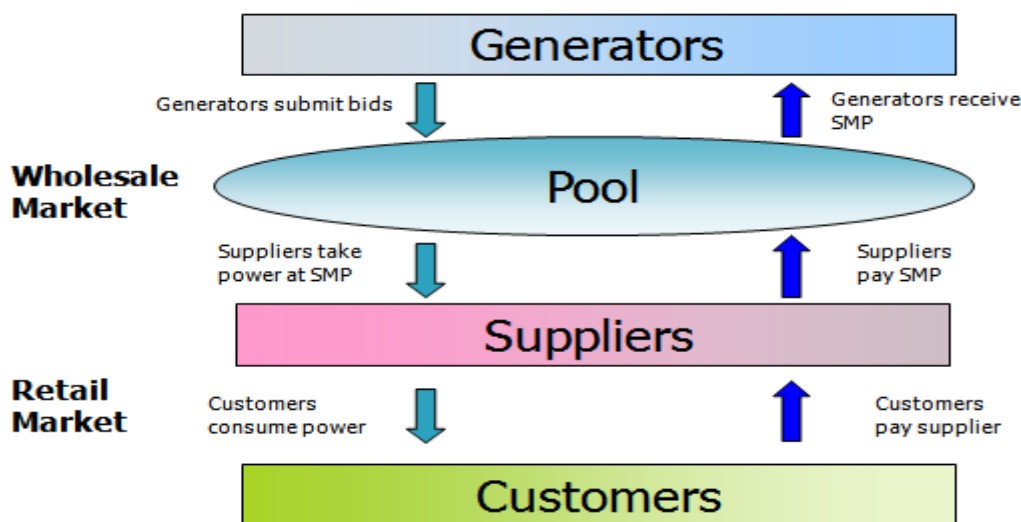 Generators
Generators submit bids
Generators receive
SMP
Wholesale
Market
Pool
Suppliers take
power at SMP
Suppliers
pay SMP
Suppliers
Retail
Market
Customers
consume power
Customers
pay supplier
Customers